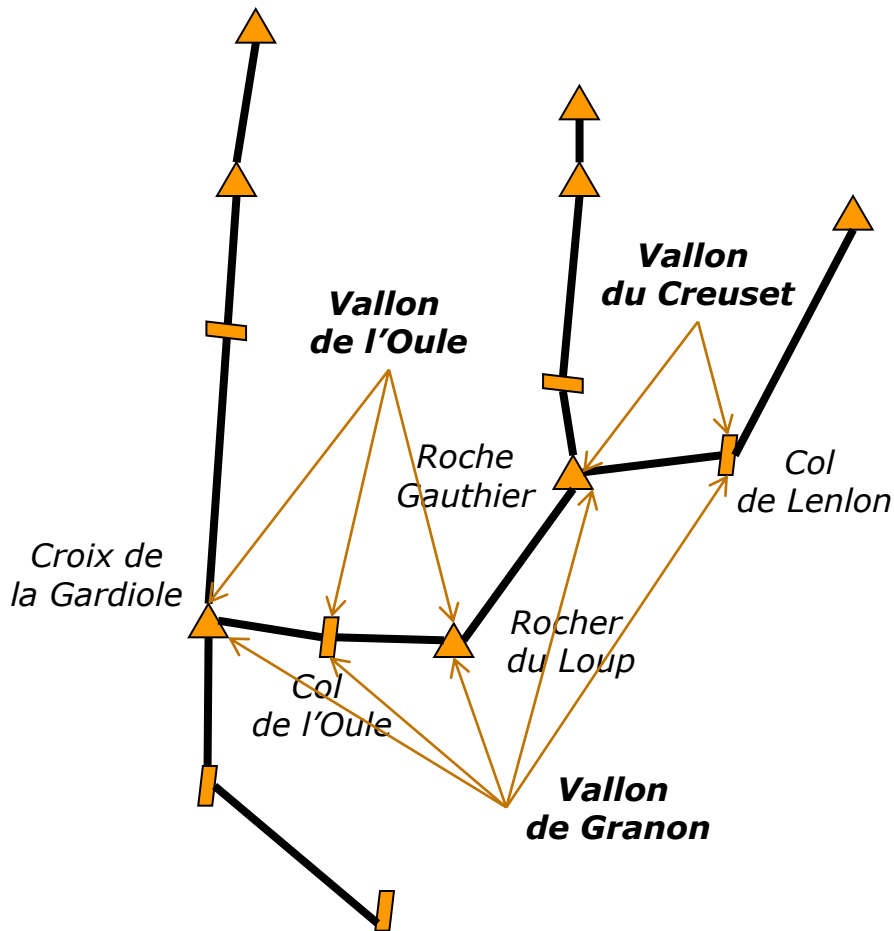 Vallon
du Creuset
Vallon
de l’Oule
Roche
Gauthier
Col
de Lenlon
Croix de
la Gardiole
Rocher
du Loup
Col
de l’Oule
Vallon
de Granon